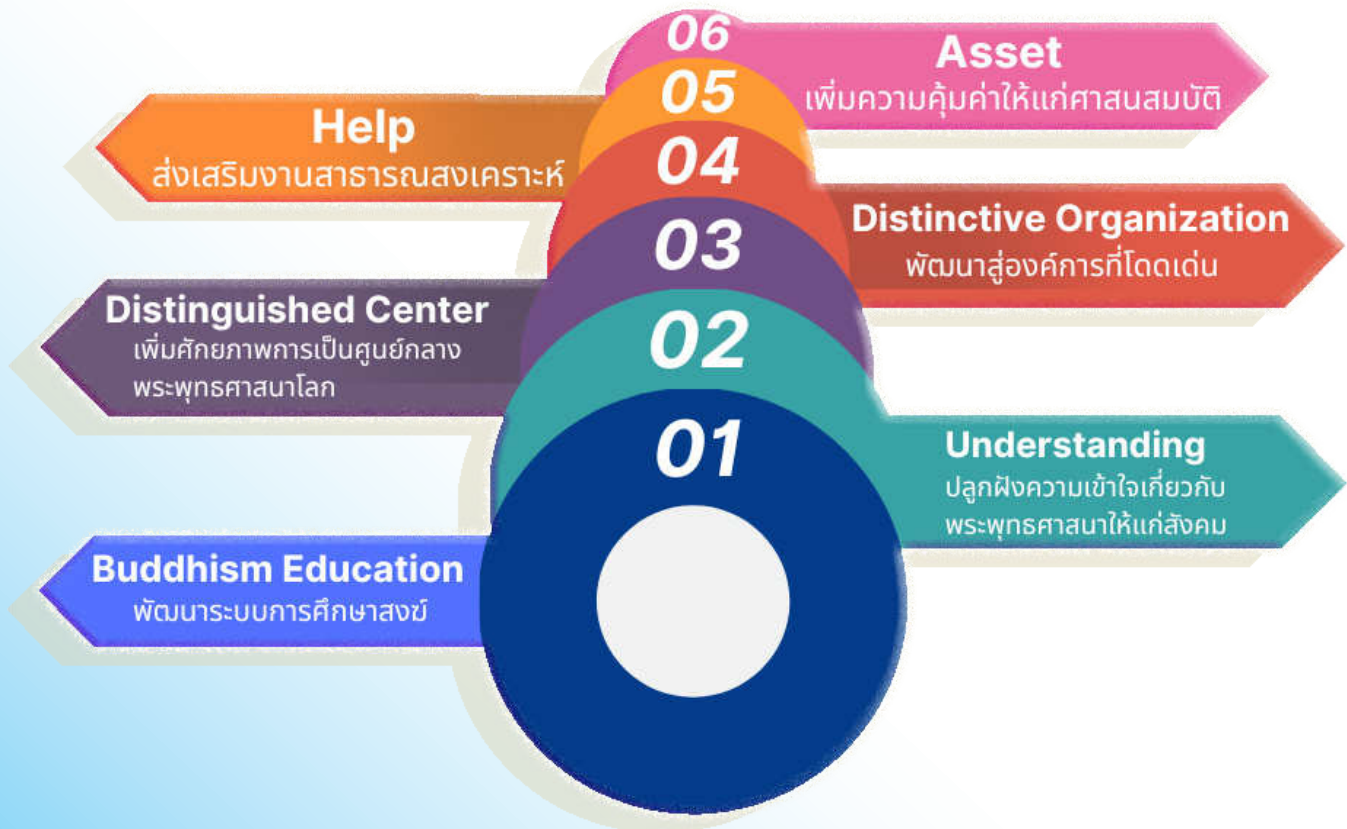 06
Asset
เพิ่มความคุ้มค่าให้แก่ศาสนสมบัติ
05
Help
ส่งเสริมงานสาธารณสงเคราะห์
04
Distinctive Organization
พัฒนาสู่องค์การที่โดดเด่น
03
Distinguished Center
เพิ่มศักยภาพการเป็นศูนย์กลาง
พระพุทธศาสนาโลก
02
Understanding
ปลูกฝังความเข้าใจเกี่ยวกับ
พระพุทธศาสนาให้แก่สังคม
01
Buddhism Education
พัฒนาระบบการศึกษาสงฆ์